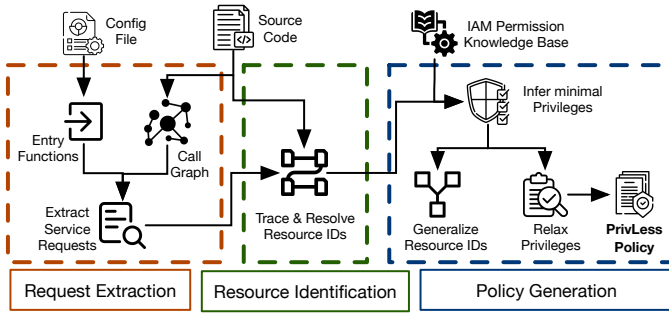 Config
File
Source
Code
IAM Permission
Knowledge Base
Entry
Functions
Call
Graph
Extract
Service
Requests
Trace & Resolve
Resource IDs
Infer minimal
Privileges
Generalize
Resource IDs
Relax
Privileges
PrivLess
Policy
Request Extraction
Resource Identification
Policy Generation